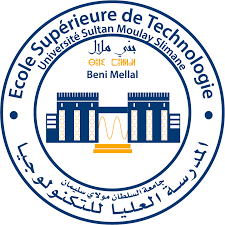 Ecole Supérieure de Technologie
Université Sultan Moulay Slimane
بني ملال
Beni Mellal
جامعة السلطان مولاي سليمان
المدرسة العليا للتكنولوجيا